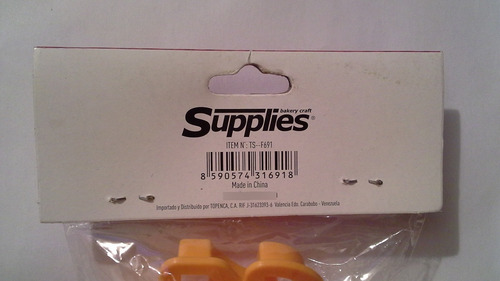 bakery craft
Supplies®
ITEM N°: TS--F691
8 590574 316918
Made in China
Importado y Distribuido por TOPENCA, C.A. RIF J-31623093-6 Valencia Edo. Carabobo - Venezuela